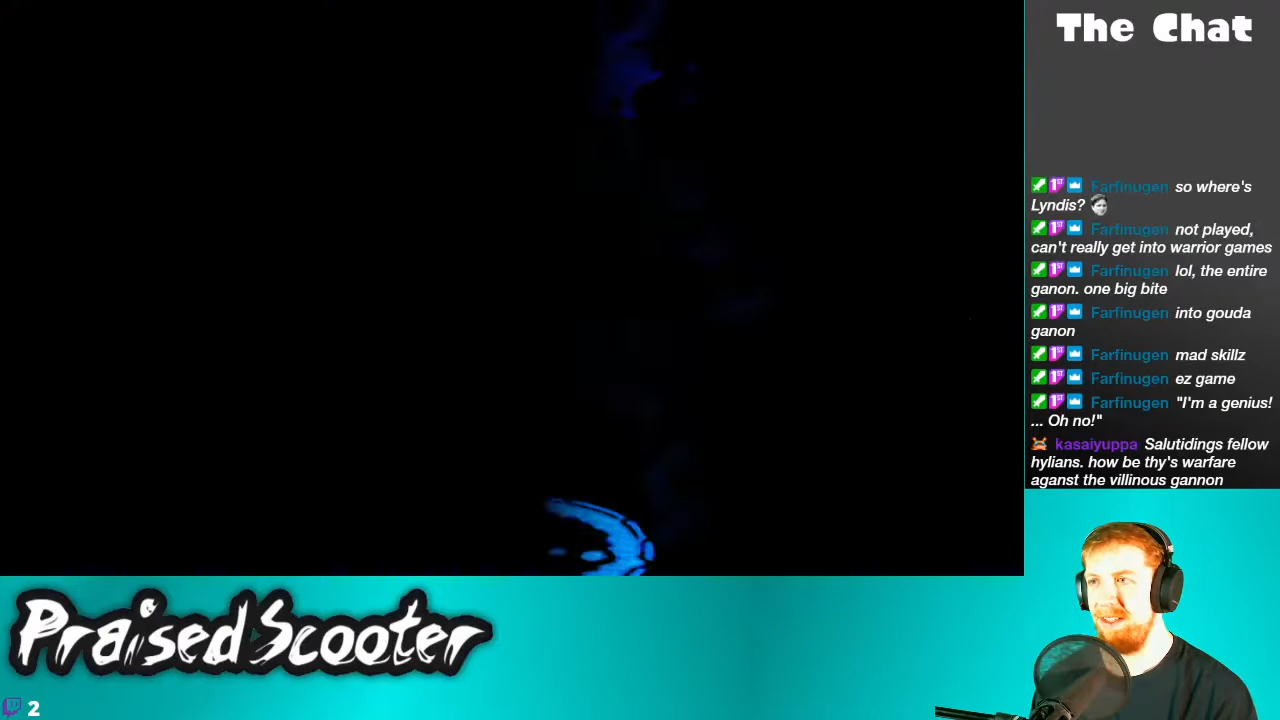 The Chat
Farfinugen so where's
Lyndis?
Farfinugen not played,
can't really get into warrior games
Farfinugen lol, the entire
ganon. one big bite
Farfinugen into gouda
ganon
Farfinugen mad skillz
Farfinugen ez game
Farfinugen "I'm a genius!
... Oh no!"
kasaiyuppa Salutidings fellow
hylians. how be thy's warfare
aganst the villinous gannon
Praised Scooter
2